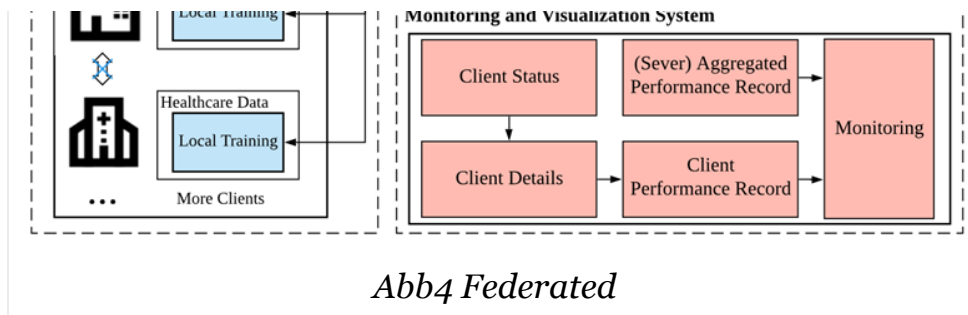 Local Training
Healthcare Data
Local Training
... More Clients
Monitoring and Visualization System
Client Status
(Sever) Aggregated
Performance Record
Monitoring
Client Details
Client
Performance Record
Abb4 Federated